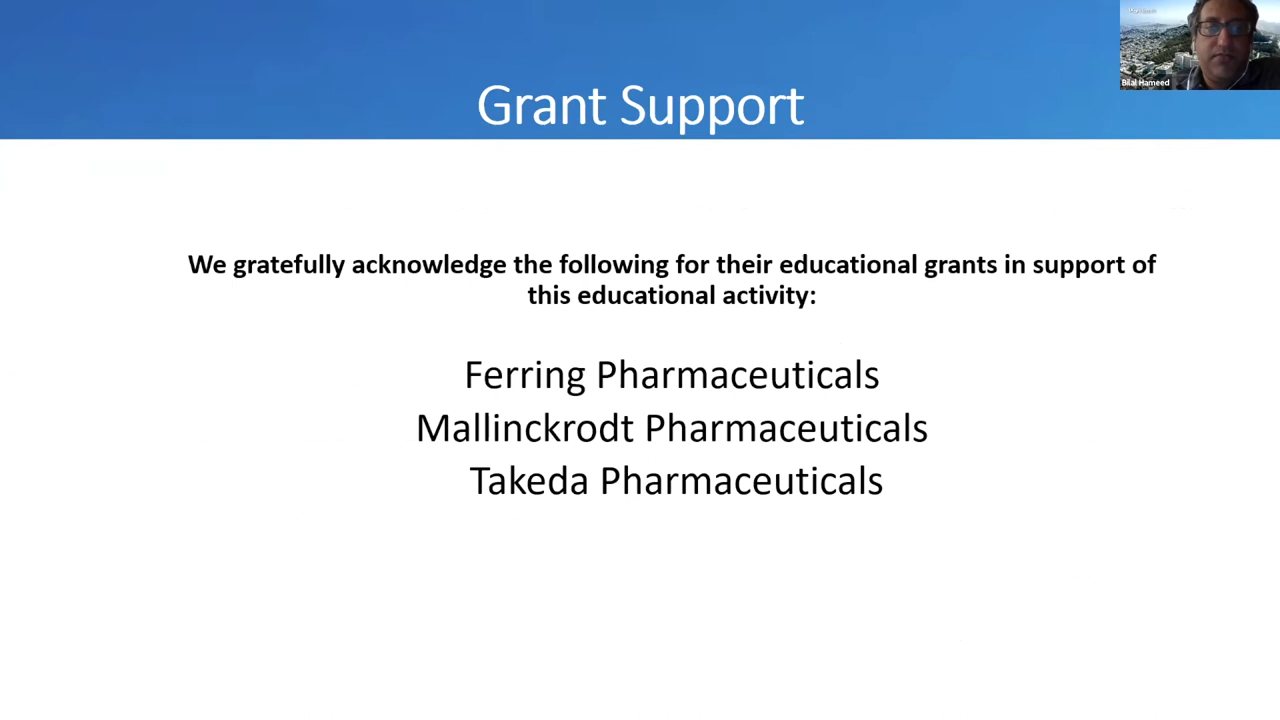 Grant Support
Bilal Hameed
We gratefully acknowledge the following for their educational grants in support of
this educational activity:
Ferring Pharmaceuticals
Mallinckrodt Pharmaceuticals
Takeda Pharmaceuticals